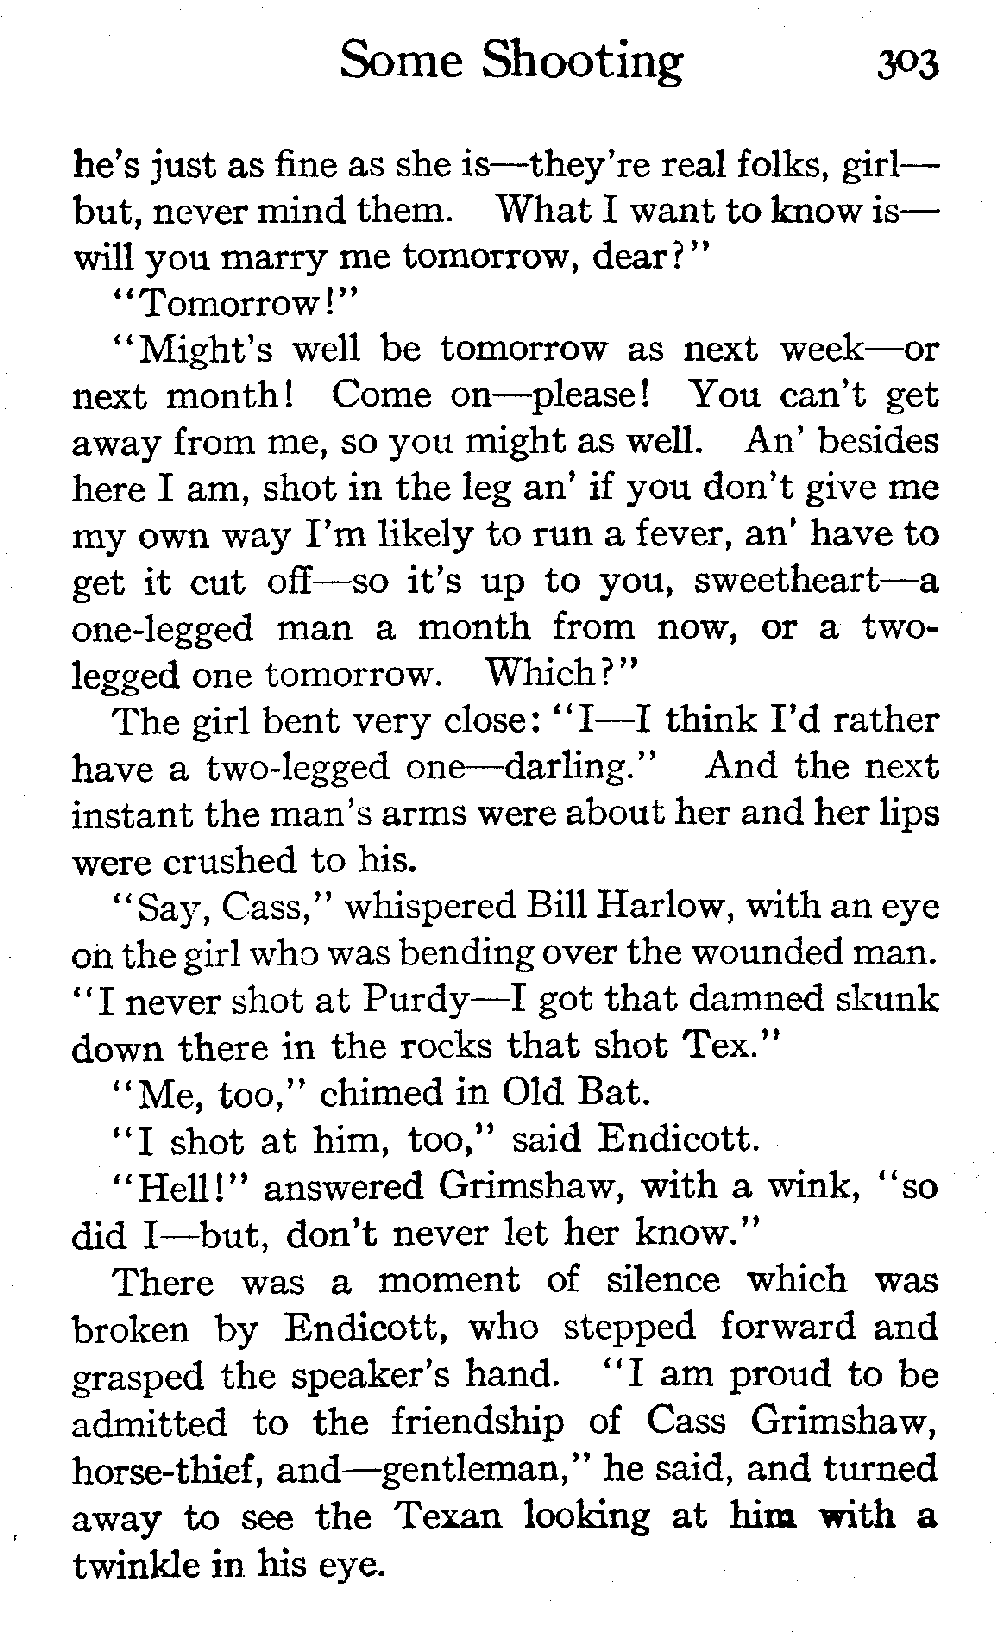 Some Shooting 303
he's just as fine as she is—they're real folks, girl—
but, never mind them. What I want to know is—
will you marry me tomorrow, dear?"
"Tomorrow!"
"Might's well be tomorrow as next week—or
next month! Come on—please! You can't get
away from me, so you might as well. An' besides
here I am, shot in the leg an' if you don't give me
my own way I'm likely to run a fever, an' have to
get it cut off—so it's up to you, sweetheart—a
one-legged man a month from now, or a two-
legged one tomorrow. Which?"
The girl bent very close: "I—I think I'd rather
have a two-legged one—darling." And the next
instant the man's arms were about her and her lips
were crushed to his.
"Say, Cass," whispered Bill Harlow, with an eye
on the girl who was bending over the wounded man.
"I never shot at Purdy—I got that damned skunk
down there in the rocks that shot Tex."
"Me, too," chimed in Old Bat.
"I shot at him, too," said Endicott.
"Hell!" answered Grimshaw, with a wink, "so
did I—but, don't never let her know."
There was a moment of silence which was
broken by Endicott, who stepped forward and
grasped the speaker's hand. "I am proud to be
admitted to the friendship of Cass Grimshaw,
horse-thief, and—gentleman," he said, and turned
away to see the Texan looking at him with a
twinkle in his eye.